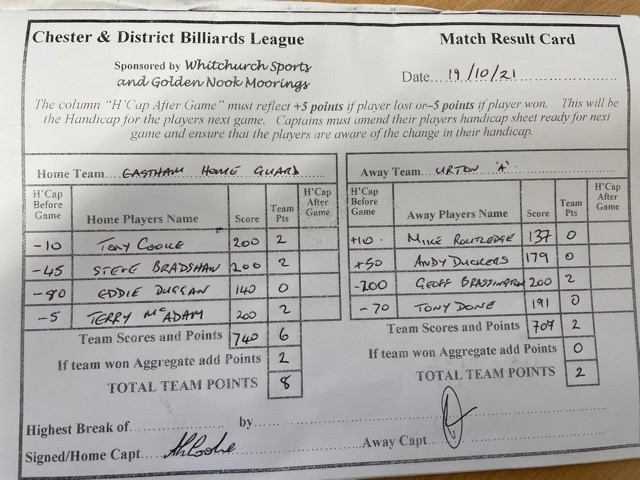 Chester & District Billiards League
Match Result Card
Sponsored by Whitchurch Sports
and Golden Nook Moorings
Date... 19/10/21
The column "H'Cap After Game" must reflect +5 points if player lost or–5 points if player won. This will be
the Handicap for the players next game. Captains must amend their players handicap sheet ready for next
game and ensure that the players are aware of the change in their handicap.
Home Team.... EASTHAM HOME GUARD
H'Cap Before Game Home Players Name Score Team Pts H'Cap After Game
-10 TONY COOKE 200 2
-45 STEVE BRADSHAW 200 2
-80 EDDIE DUGGAN 140 0
-5 TERRY McADAM 200 2
Team Scores and Points 740 6
If team won Aggregate add Points 2
TOTAL TEAM POINTS 8
Away Team... UPTON 'A'
H'Cap Before Game Away Players Name Score Team Pts H'Cap After Game
+10 MIKE ROUTLEDGE 137 0
+50 ANDY DUCKERS 179 0
-200 GEOFF BRASSINGTON 200 2
-70 TONY DONE 191 0
Team Scores and Points 707 2
If team won Aggregate add Points 0
TOTAL TEAM POINTS 2
Highest Break of............ by............
Signed/Home Capt....
Away Capt....